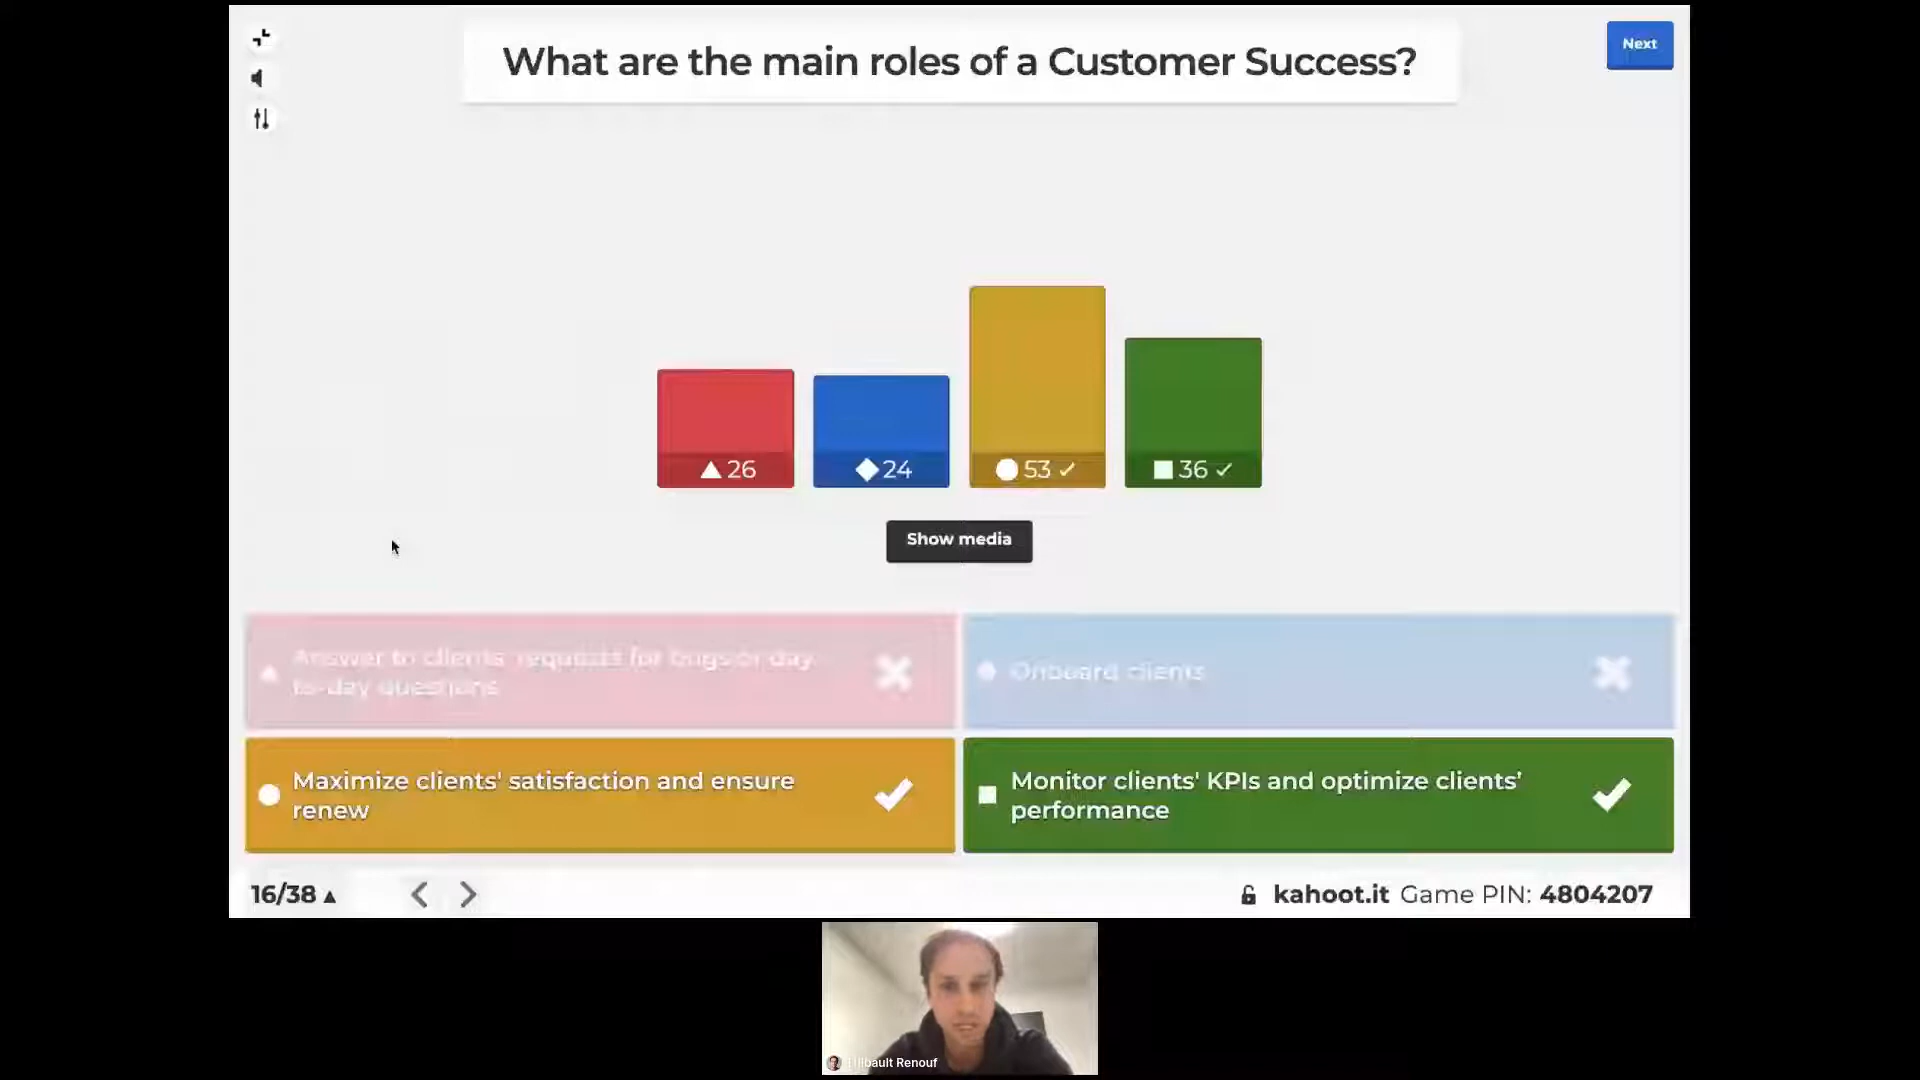 What are the main roles of a Customer Success?
Next
26
24
53
36
Show media
Answer to clients' requests for bugs or day-
to-day questions
Onboard clients
Maximize clients' satisfaction and ensure
renew
Monitor clients' KPIs and optimize clients'
performance
16/38
kahoot.it Game PIN: 4804207
Thibault Renouf